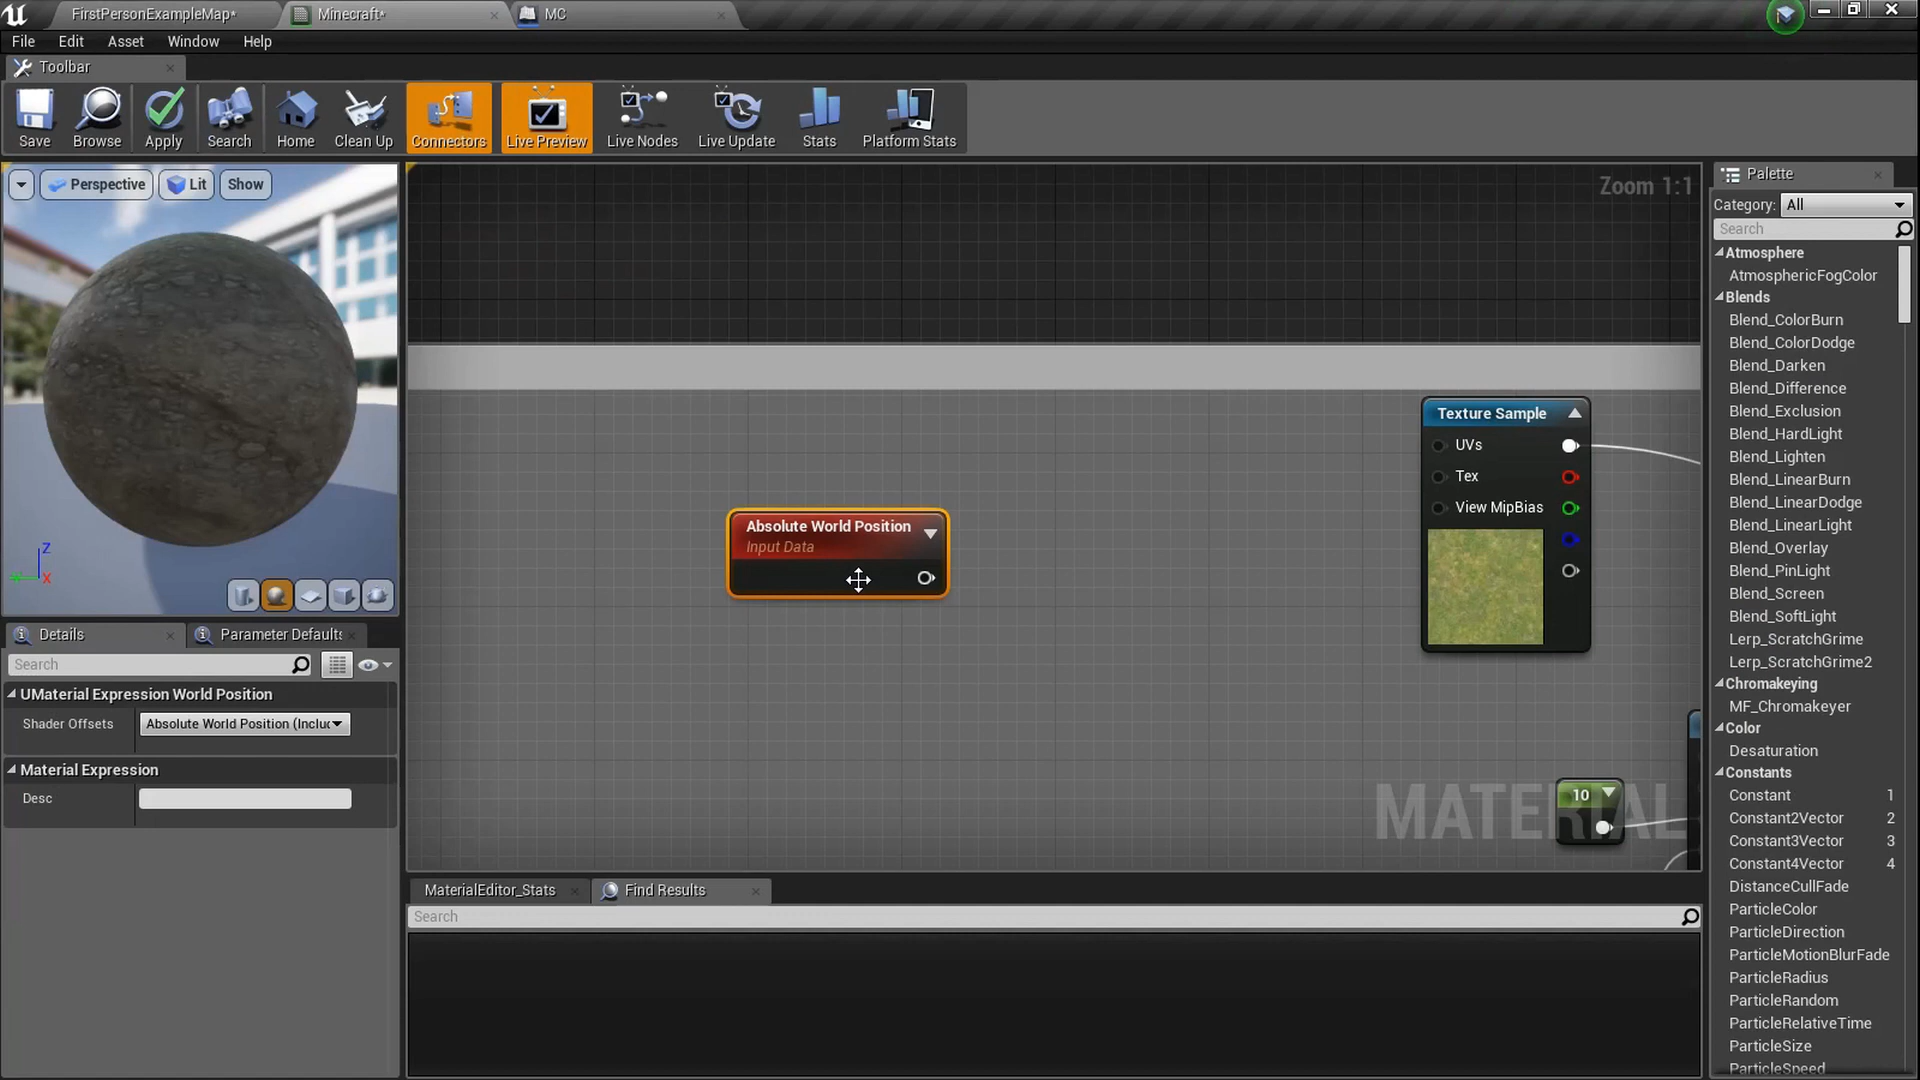 FirstPersonExampleMap*
Minecraft*
MC
File
Edit
Asset
Window
Help
Toolbar
Save
Browse
Apply
Search
Home
Clean Up
Connectors
Live Preview
Live Nodes
Live Update
Stats
Platform Stats
Perspective
Lit
Show
Z
X
Details
Parameter Defaults
Search
UMaterial Expression World Position
Shader Offsets
Absolute World Position (Includ
Material Expression
Desc
Zoom 1:1
Absolute World Position
Input Data
Texture Sample
UVs
Tex
View MipBias
10
MATERIAL
MaterialEditor_Stats
Find Results
Search
Palette
Category:
All
Search
Atmosphere
AtmosphericFogColor
Blends
Blend_ColorBurn
Blend_ColorDodge
Blend_Darken
Blend_Difference
Blend_Exclusion
Blend_HardLight
Blend_Lighten
Blend_LinearBurn
Blend_LinearDodge
Blend_LinearLight
Blend_Overlay
Blend_PinLight
Blend_Screen
Blend_SoftLight
Lerp_ScratchGrime
Lerp_ScratchGrime2
Chromakeying
MF_Chromakeyer
Color
Desaturation
Constants
Constant 1
Constant2Vector 2
Constant3Vector 3
Constant4Vector 4
DistanceCullFade
ParticleColor
ParticleDirection
ParticleMotionBlurFade
ParticleRadius
ParticleRandom
ParticleRelativeTime
ParticleSize
ParticleSpeed